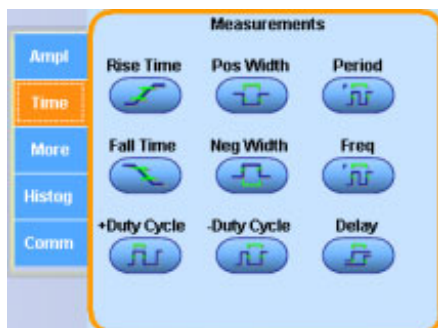 Measurements
Ampl
Time
More
Histog
Comm
Rise Time Pos Width Period
Fall Time Neg Width Freq
+Duty Cycle -Duty Cycle Delay